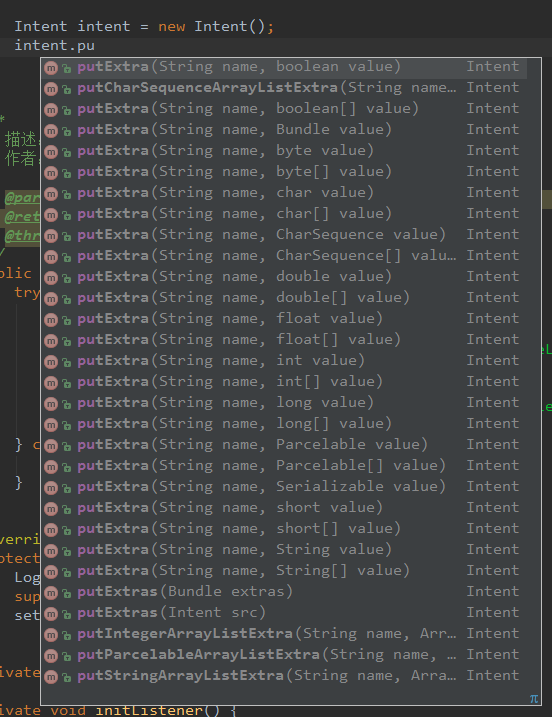 Intent intent = new Intent();
intent.pu
putExtra(String name, boolean value) Intent
putCharSequenceArrayListExtra(String name… Intent
putExtra(String name, boolean[] value) Intent
putExtra(String name, Bundle value) Intent
putExtra(String name, byte value) Intent
putExtra(String name, byte[] value) Intent
putExtra(String name, char value) Intent
putExtra(String name, char[] value) Intent
putExtra(String name, CharSequence value) Intent
putExtra(String name, CharSequence[] valu… Intent
putExtra(String name, double value) Intent
putExtra(String name, double[] value) Intent
putExtra(String name, float value) Intent
putExtra(String name, float[] value) Intent
putExtra(String name, int value) Intent
putExtra(String name, int[] value) Intent
putExtra(String name, long value) Intent
putExtra(String name, long[] value) Intent
putExtra(String name, Parcelable value) Intent
putExtra(String name, Parcelable[] value) Intent
putExtra(String name, Serializable value) Intent
putExtra(String name, short value) Intent
putExtra(String name, short[] value) Intent
putExtra(String name, String value) Intent
putExtra(String name, String[] value) Intent
putExtras(Bundle extras) Intent
putExtras(Intent src) Intent
putIntegerArrayListExtra(String name, Arr… Intent
putParcelableArrayListExtra(String name, … Intent
putStringArrayListExtra(String name, Arra… Intent
π
*
描述
作者
@par
@ret
@thr
/
blic
try
} c
}
verri
otect
Log
sup
set
ivate
ivate void initListener() {